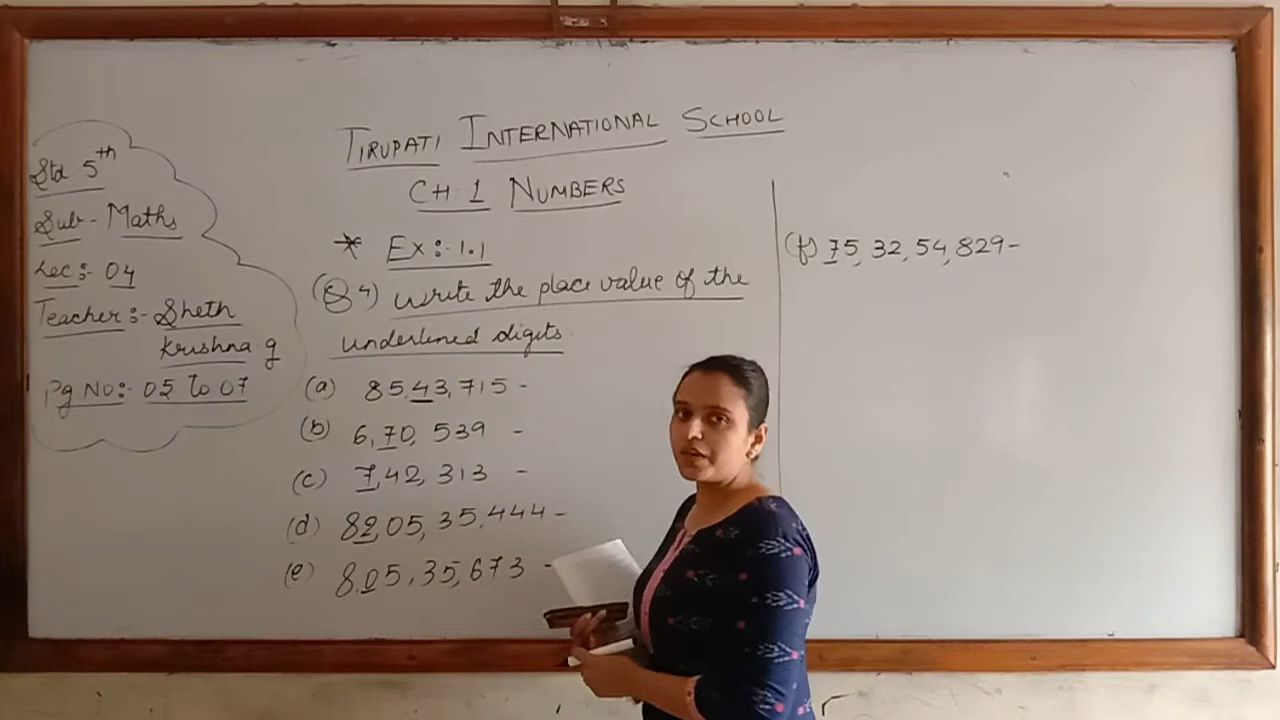 TIRUPATI INTERNATIONAL SCHOOL
CH 1 NUMBERS
Std 5th
Sub - Maths
Lec :- 04
Teacher :- Sheth
Krushna g
Pg No :- 05 to 07
* Ex :- 1.1
(Q 4) Write the place value of the
underlined digits
(a) 85,43,715 -
(b) 6,70,539 -
(c) 7,42,313 -
(d) 82,05,35,444 -
(e) 8,05,35,673 -
(f) 75,32,54,829 -